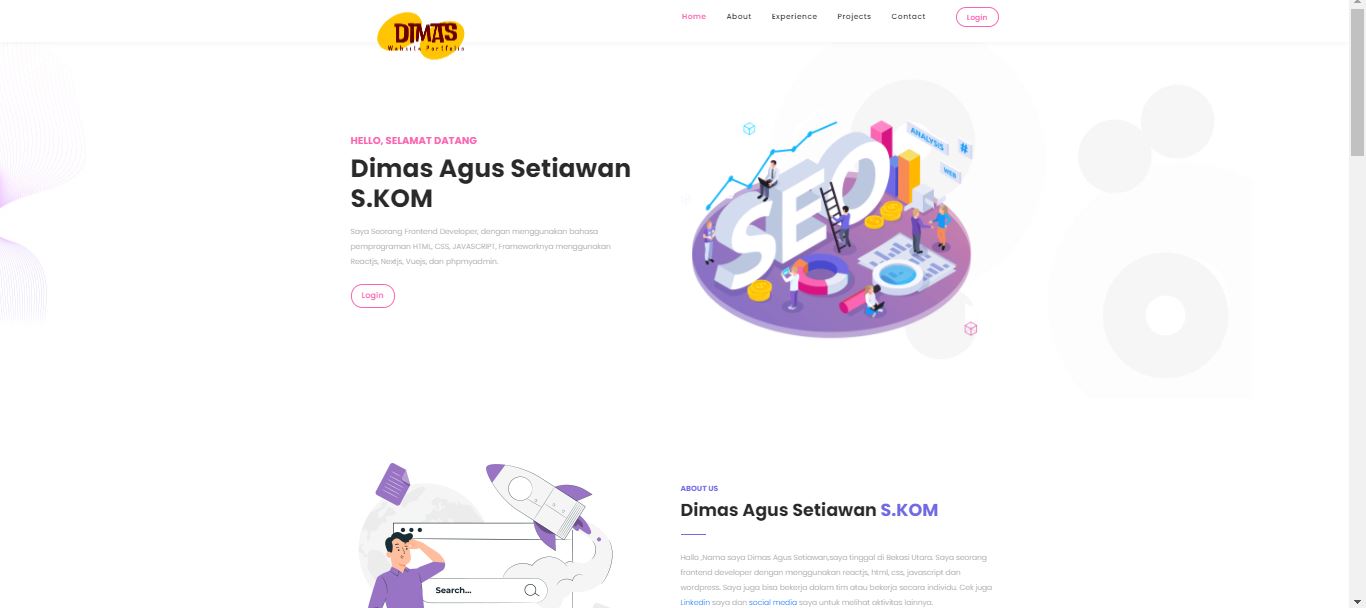 DIMAS
Website Portfolio
Home
About
Experience
Projects
Contact
Login
HELLO, SELAMAT DATANG
Dimas Agus Setiawan
S.KOM
Saya Seorang Frontend Developer, dengan menggunakan bahasa
pemprograman HTML, CSS, JAVASCRIPT, Frameworknya menggunakan
Reactjs, Nextjs, Vuejs, dan phpmyadmin.
Login
SEO
ANALYSIS
#
WEB
ABOUT US
Dimas Agus Setiawan S.KOM
Hallo ,Nama saya Dimas Agus Setiawan,saya tinggal di Bekasi Utara. Saya seorang
frontend developer dengan menggunakan reactjs, html, css, javascript dan
wordpress. Saya juga bisa bekerja dalam tim atau bekerja secara individu. Cek juga
Linkedin saya dan social media saya untuk melihat aktivitas lainnya.
Search...